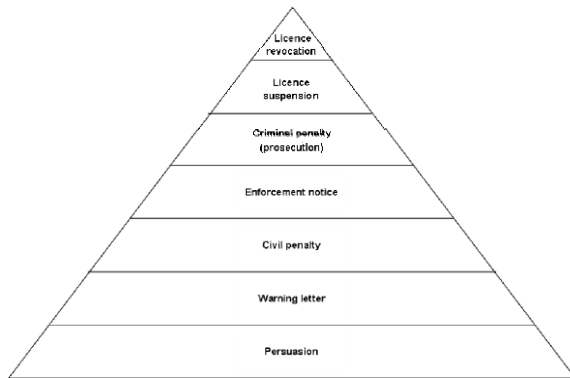 Licence
revocation
Licence
suspension
Criminal penalty
(prosecution)
Enforcement notice
Civil penalty
Warning letter
Persuasion